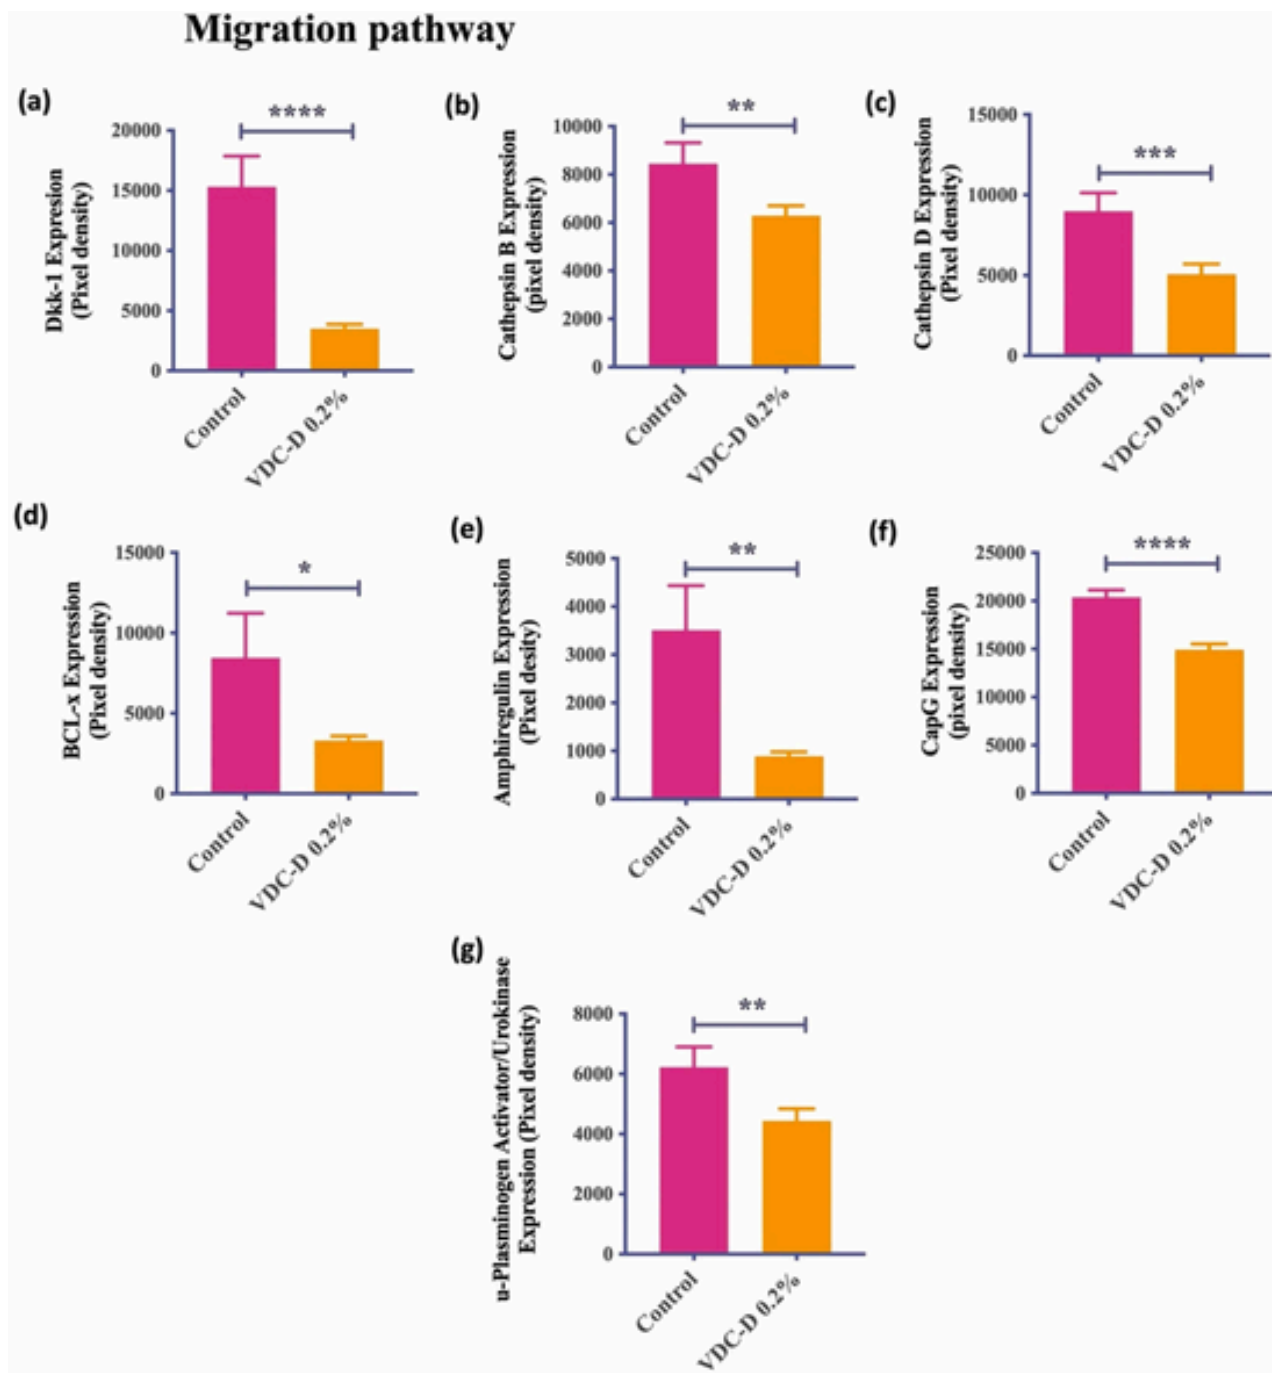 Migration pathway
(a)
Dkk-1 Expresion
(Pixel density)
20000
15000
10000
5000
0
****
Control
VDC-D 0.2%
(b)
Cathepsin B Expression
(pixel density)
10000
8000
6000
4000
2000
0
**
Control
VDC-D 0.2%
(c)
Cathepsin D Expression
(Pixel density)
15000
10000
5000
0
***
Control
VDC-D 0.2%
(d)
BCL-x Expression
(Pixel density)
15000
10000
5000
0
*
Control
VDC-D 0.2%
(e)
Amphiregulin Expression
(Pixel desity)
5000
4000
3000
2000
1000
0
**
Control
VDC-D 0.2%
(f)
CapG Expression
(pixel density)
25000
20000
15000
10000
5000
0
****
Control
VDC-D 0.2%
(g)
u-Plasminogen Activator/Urokinase
Expression (Pixel density)
8000
6000
4000
2000
0
**
Control
VDC-D 0.2%